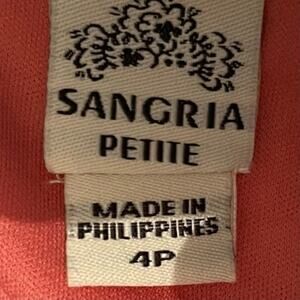 SANGRIA
PETITE
MADE IN
PHILIPPINES
4P